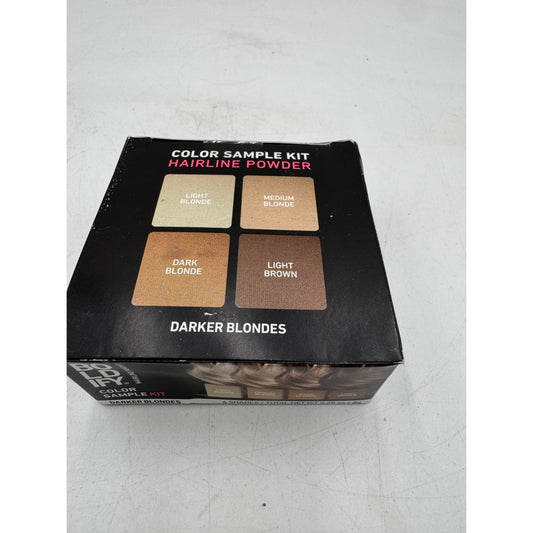 COLOR SAMPLE KIT
HAIRLINE POWDER
LIGHT
BLONDE
MEDIUM
BLONDE
DARK
BLONDE
LIGHT
BROWN
DARKER BLONDES
COLOR
SAMPLE KIT
DARKER BLONDES